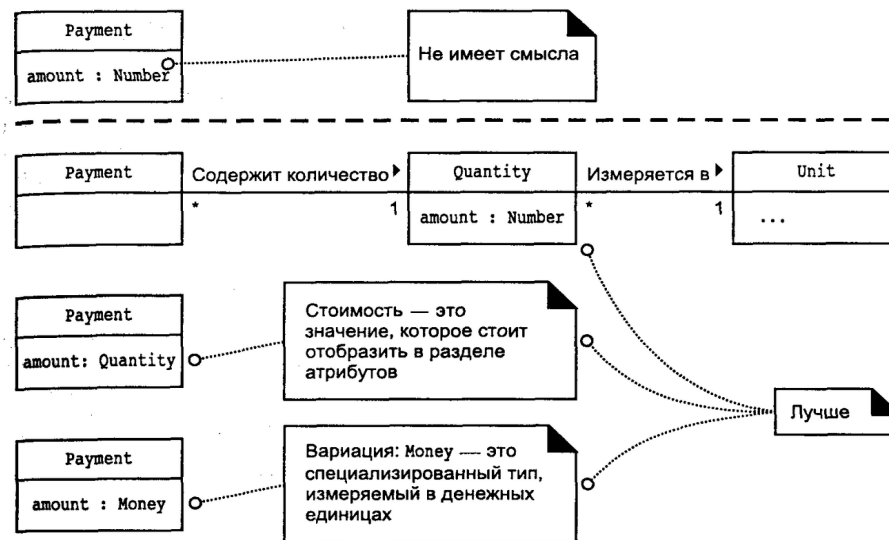 Payment
amount : Number
Не имеет смысла
Payment
Содержит количество
*
1
Quantity
amount : Number
Измеряется в
*
1
Unit
...
Payment
amount: Quantity
Стоимость — это
значение, которое стоит
отобразить в разделе
атрибутов
Лучше
Payment
amount : Money
Вариация: Money — это
специализированный тип,
измеряемый в денежных
единицах